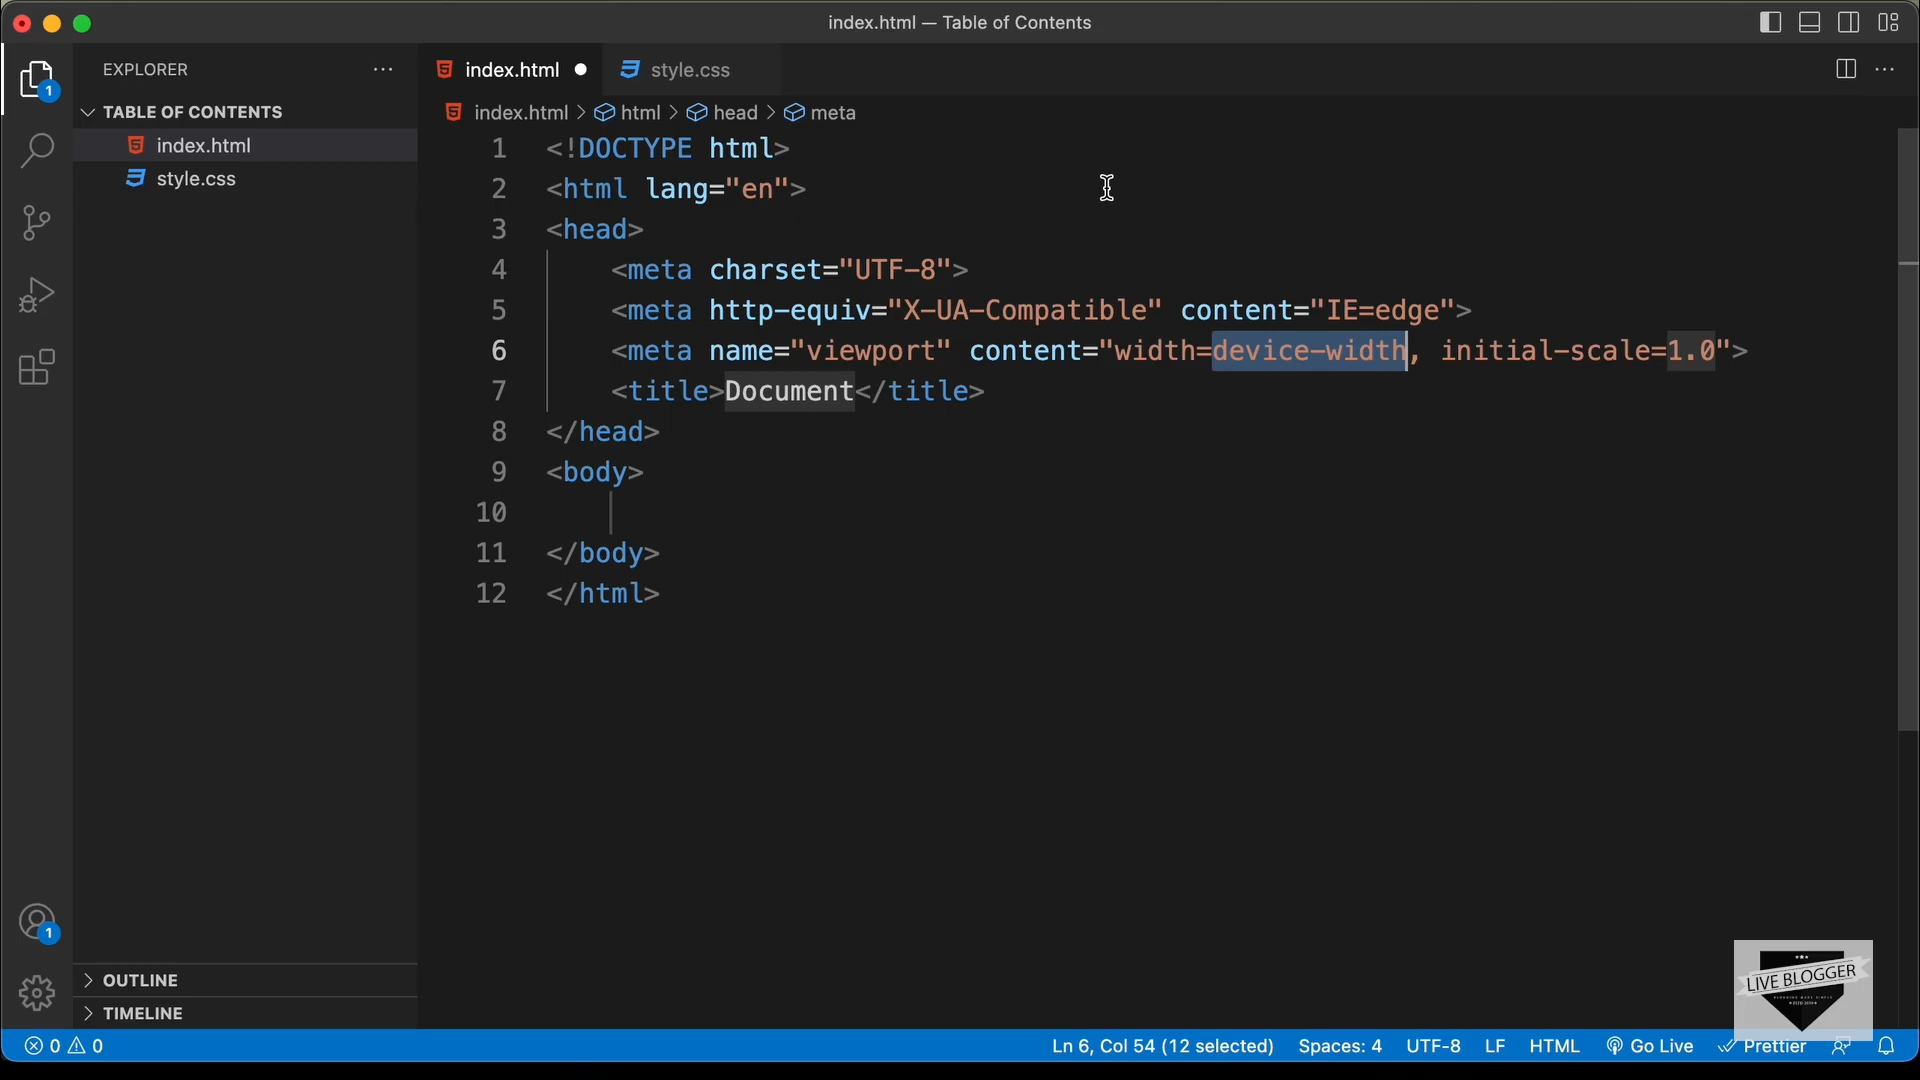 index.html — Table of Contents
EXPLORER
index.html
style.css
TABLE OF CONTENTS
index.html
style.css
1
index.html > html > head > meta
1 <!DOCTYPE html>
2 <html lang="en">
3 <head>
4 <meta charset="UTF-8">
5 <meta http-equiv="X-UA-Compatible" content="IE=edge">
6 <meta name="viewport" content="width=device-width, initial-scale=1.0">
7 <title>Document</title>
8 </head>
9 <body>
10
11 </body>
12 </html>
1
OUTLINE
TIMELINE
LIVE BLOGGER
0 0
Ln 6, Col 54 (12 selected) Spaces: 4 UTF-8 LF HTML Go Live Prettier